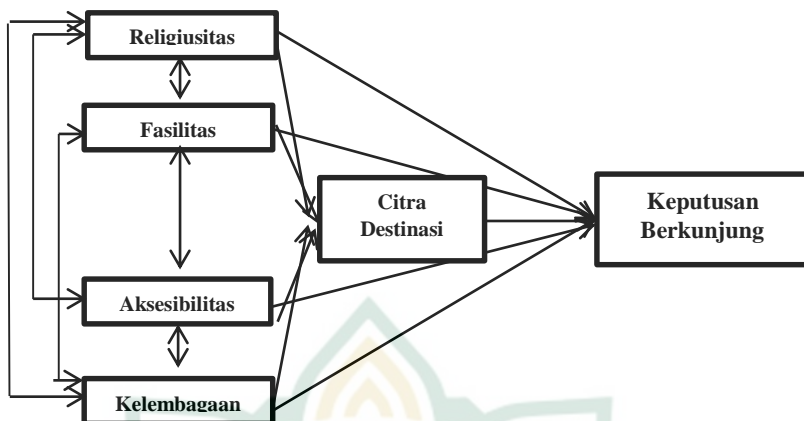 Religiusitas
Fasilitas
Citra
Destinasi
Keputusan
Berkunjung
Aksesibilitas
Kelembagaan